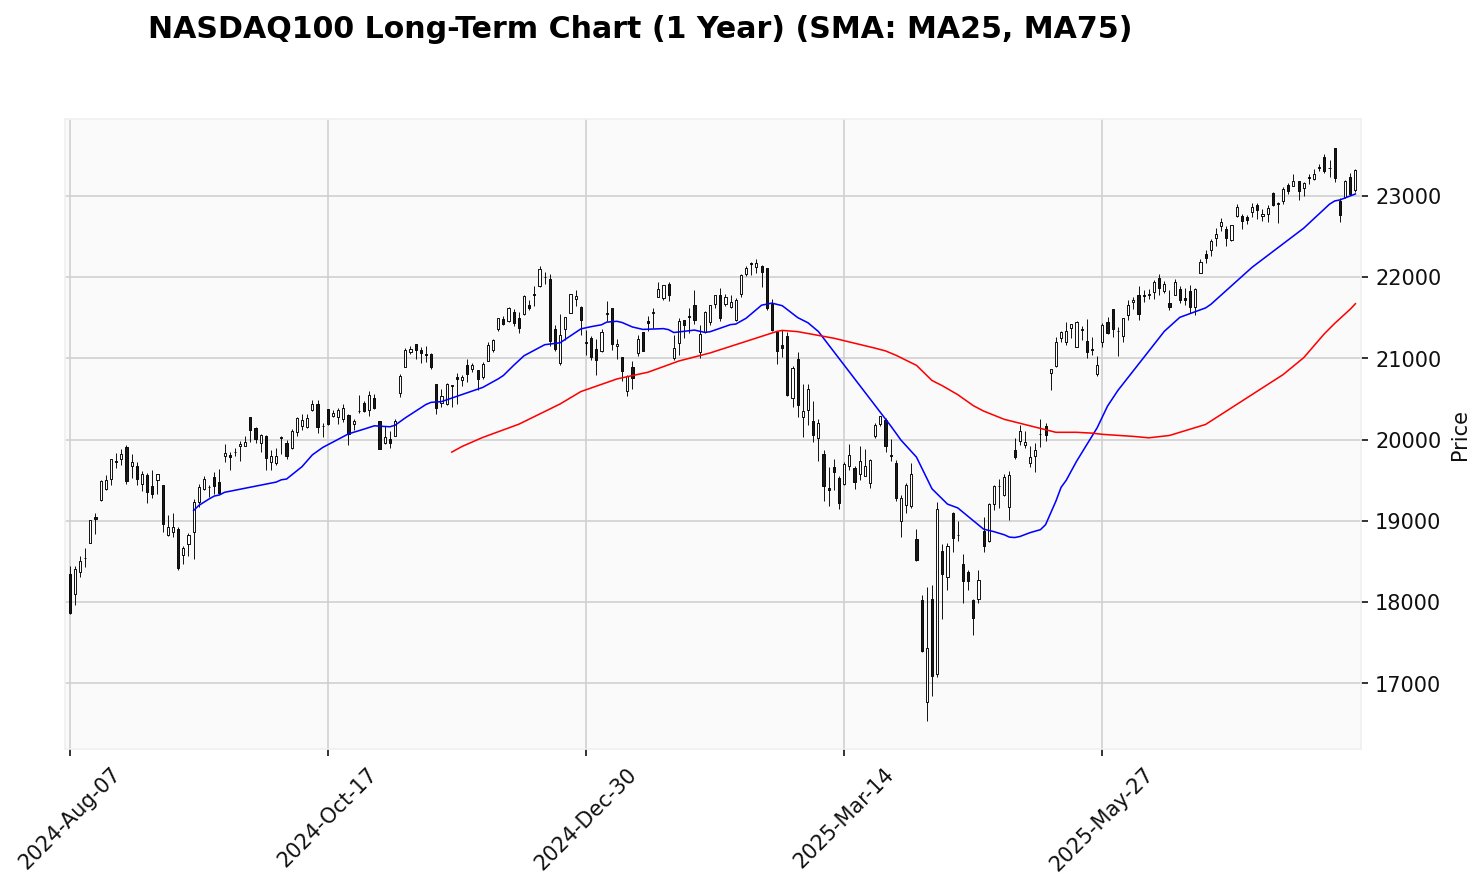 NASDAQ100 Long-Term Chart (1 Year) (SMA: MA25, MA75)
23000
22000
21000
20000
19000
18000
17000
Price
2024-Aug-07
2024-Oct-17
2024-Dec-30
2025-Mar-14
2025-May-27